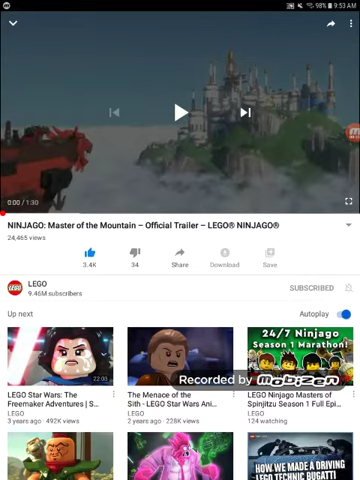 98% 9:53 AM
0:00 / 1:30
NINJAGO: Master of the Mountain – Official Trailer – LEGO® NINJAGO®
24,465 views
3.4K 34 Share Download Save
LEGO
9.46M subscribers
SUBSCRIBED
Up next
Autoplay
22:03
24/7 Ninjago
Season 1 Marathon!
Recorded by mobizen
LEGO Star Wars: The
Freemaker Adventures | S...
LEGO
3 years ago · 492K views
The Menace of the
Sith - LEGO Star Wars Ani...
LEGO
2 years ago · 228K views
LEGO Ninjago Masters of
Spinjitzu Season 1 Full Epi...
LEGO
124 watching
HOW WE MADE A DRIVING
LEGO TECHNIC BUGATTI